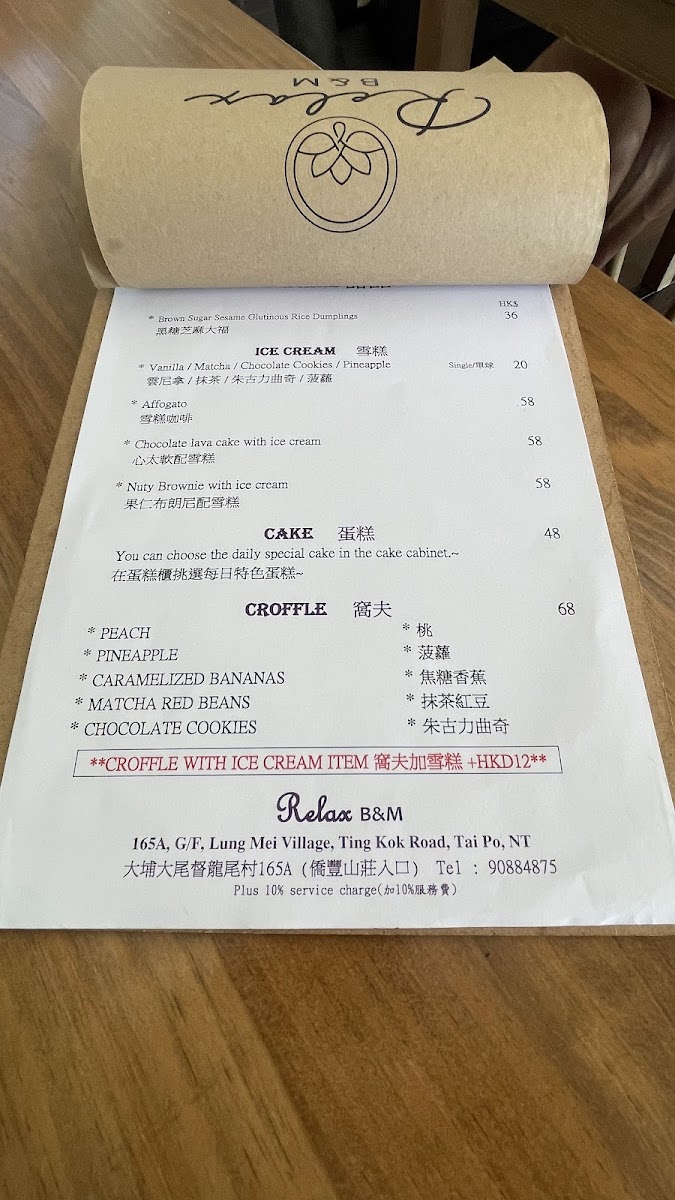 B&M
Relax
HK$
* Brown Sugar Sesame Glutinous Rice Dumplings 36
黑糖芝麻大福
ICE CREAM 雪糕
* Vanilla / Matcha / Chocolate Cookies / Pineapple Single/單球 20
雲尼拿 / 抹茶 / 朱古力曲奇 / 菠蘿
* Affogato 58
雪糕咖啡
* Chocolate lava cake with ice cream 58
心太軟配雪糕
* Nuty Brownie with ice cream 58
果仁布朗尼配雪糕
CAKE 蛋糕 48
You can choose the daily special cake in the cake cabinet.~
在蛋糕櫃挑選每日特色蛋糕~
CROFFLE 窩夫 68
* PEACH * 桃
* PINEAPPLE * 菠蘿
* CARAMELIZED BANANAS * 焦糖香蕉
* MATCHA RED BEANS * 抹茶紅豆
* CHOCOLATE COOKIES * 朱古力曲奇
**CROFFLE WITH ICE CREAM ITEM 窩夫加雪糕 +HKD12**
Relax B&M
165A, G/F, Lung Mei Village, Ting Kok Road, Tai Po, NT
大埔大尾督龍尾村165A (僑豐山莊入口) Tel : 90884875
Plus 10% service charge(加10%服務費)